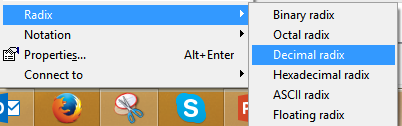 Radix
Notation
Properties... Alt+Enter
Connect to
Binary radix
Octal radix
Decimal radix
Hexadecimal radix
ASCII radix
Floating radix